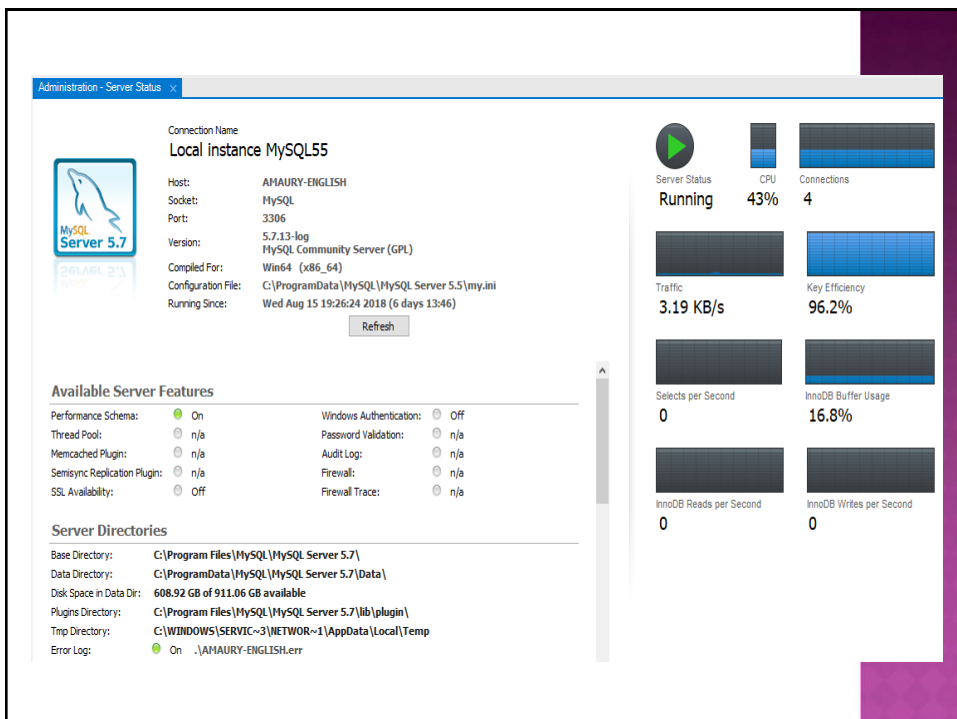 Administration - Server Status x
Connection Name
Local instance MySQL55
Host: AMAURY-ENGLISH
Socket: MySQL
Port: 3306
Version: 5.7.13-log
MySQL Community Server (GPL)
Compiled For: Win64 (x86_64)
Configuration File: C:\ProgramData\MySQL\MySQL Server 5.5\my.ini
Running Since: Wed Aug 15 19:26:24 2018 (6 days 13:46)
Refresh
MySQL
Server 5.7
Available Server Features
Performance Schema: On Windows Authentication: Off
Thread Pool: n/a Password Validation: n/a
Memcached Plugin: n/a Audit Log: n/a
Semisync Replication Plugin: n/a Firewall: n/a
SSL Availability: Off Firewall Trace: n/a
Server Directories
Base Directory: C:\Program Files\MySQL\MySQL Server 5.7\
Data Directory: C:\ProgramData\MySQL\MySQL Server 5.7\Data\
Disk Space in Data Dir: 608.92 GB of 911.06 GB available
Plugins Directory: C:\Program Files\MySQL\MySQL Server 5.7\lib\plugin\
Tmp Directory: C:\WINDOWS\SERVIC~3\NETWOR~1\AppData\Local\Temp
Error Log: On .\AMAURY-ENGLISH.err
Server Status CPU Connections
Running 43% 4
Traffic Key Efficiency
3.19 KB/s 96.2%
Selects per Second InnoDB Buffer Usage
0 16.8%
InnoDB Reads per Second InnoDB Writes per Second
0 0